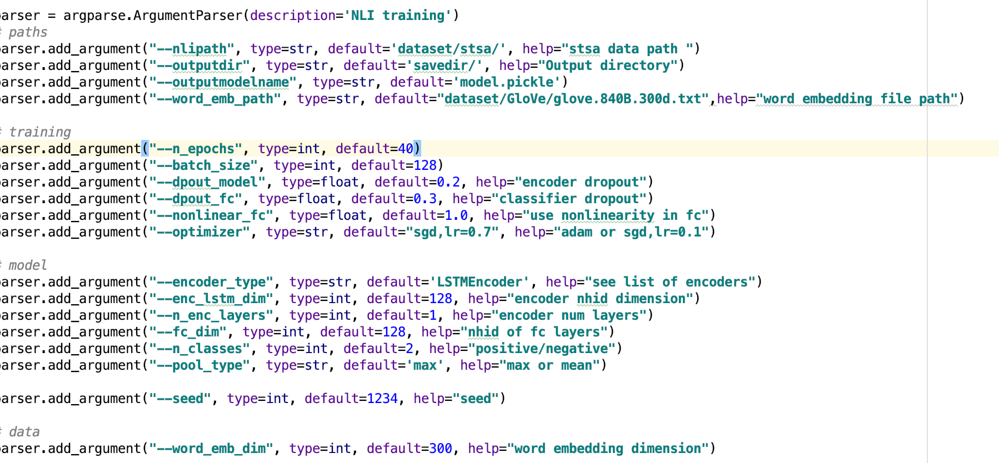 arser = argparse.ArgumentParser(description='NLI training')
# paths
arser.add_argument("--nlipath", type=str, default='dataset/stsa/', help="stsa data path ")
arser.add_argument("--outputdir", type=str, default='savedir/', help="Output directory")
arser.add_argument("--outputmodelname", type=str, default='model.pickle')
arser.add_argument("--word_emb_path", type=str, default="dataset/GloVe/glove.840B.300d.txt",help="word embedding file path")
# training
arser.add_argument("--n_epochs", type=int, default=40)
arser.add_argument("--batch_size", type=int, default=128)
arser.add_argument("--dpout_model", type=float, default=0.2, help="encoder dropout")
arser.add_argument("--dpout_fc", type=float, default=0.3, help="classifier dropout")
arser.add_argument("--nonlinear_fc", type=float, default=1.0, help="use nonlinearity in fc")
arser.add_argument("--optimizer", type=str, default="sgd,lr=0.7", help="adam or sgd,lr=0.1")
# model
arser.add_argument("--encoder_type", type=str, default='LSTMEncoder', help="see list of encoders")
arser.add_argument("--enc_lstm_dim", type=int, default=128, help="encoder nhid dimension")
arser.add_argument("--n_enc_layers", type=int, default=1, help="encoder num layers")
arser.add_argument("--fc_dim", type=int, default=128, help="nhid of fc layers")
arser.add_argument("--n_classes", type=int, default=2, help="positive/negative")
arser.add_argument("--pool_type", type=str, default='max', help="max or mean")
arser.add_argument("--seed", type=int, default=1234, help="seed")
# data
arser.add_argument("--word_emb_dim", type=int, default=300, help="word embedding dimension")